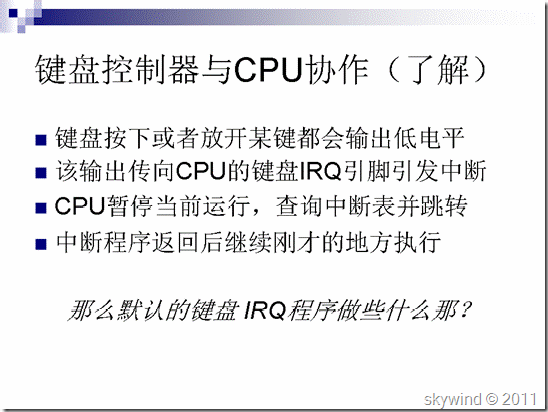 键盘控制器与CPU协作（了解）
键盘按下或者放开某键都会输出低电平
该输出传向CPU的键盘IRQ引脚引发中断
CPU暂停当前运行，查询中断表并跳转
中断程序返回后继续刚才的地方执行
那么默认的键盘 IRQ程序做些什么那？
skywind © 2011